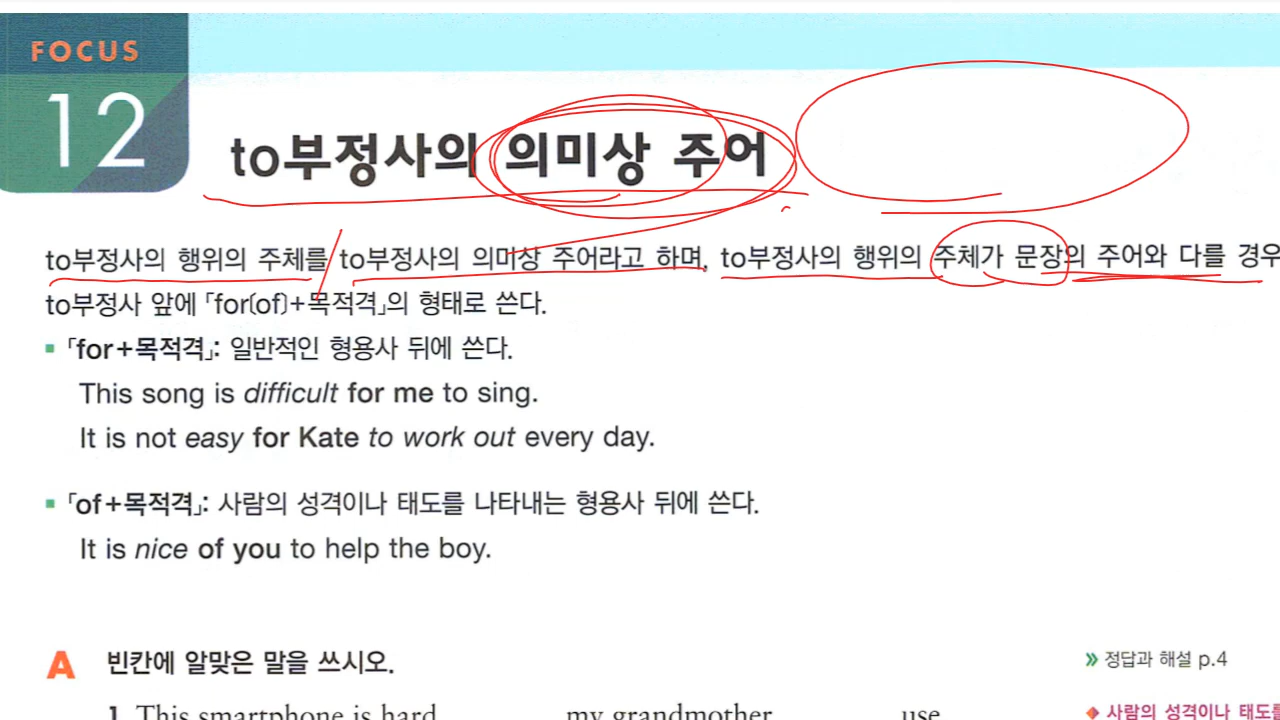 FOCUS
12
to부정사의 의미상 주어
to부정사의 행위의 주체를 to부정사의 의미상 주어라고 하며, to부정사의 행위의 주체가 문장의 주어와 다를 경우
to부정사 앞에 「for(of)+목적격」의 형태로 쓴다.
「for+목적격」: 일반적인 형용사 뒤에 쓴다.
This song is difficult for me to sing.
It is not easy for Kate to work out every day.
「of+목적격」: 사람의 성격이나 태도를 나타내는 형용사 뒤에 쓴다.
It is nice of you to help the boy.
A 빈칸에 알맞은 말을 쓰시오.
» 정답과 해설 p.4
1 This smartphone is hard my grandmother use
사람의 성격이나 태도를